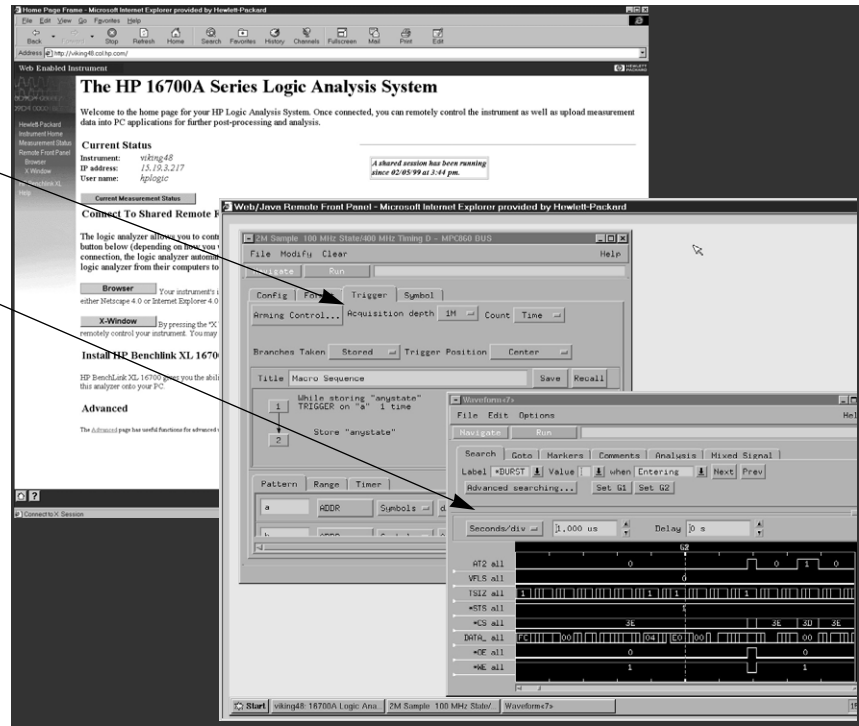 Home Page Frame - Microsoft Internet Explorer provided by Hewlett-Packard
File Edit View Go Favorites Help
Back Stop Refresh Home Search Favorites History Channels Fullscreen Mail Print Edit
Address http://viking48.col.hp.com/
Web Enabled Instrument
HEWLETT PACKARD
Hewlett-Packard
Instrument Home
Measurement Status
Remote Front Panel
Browser
X Window
HP Benchlink XL
Help
The HP 16700A Series Logic Analysis System
Welcome to the home page for your HP Logic Analysis System. Once connected, you can remotely control the instrument as well as upload measurement
data into PC applications for further post-processing and analysis.
Current Status
Instrument: viking48
IP address: 15.19.3.217
User name: hplogic
A shared session has been running
since 02/05/99 at 3:44 pm.
Current Measurement Status
Connect To Shared Remote
The logic analyzer allows you to cont
button below (depending on how you
connection, the logic analyzer automa
logic analyzer from their computers to
Browser Your instrument's i
either Netscape 4.0 or Internet Explorer 4.0
X-Window By pressing the "X
remotely control your instrument. You may
Install HP Benchlink XL 1670
HP BenchLink XL 16700 gives you the abili
this analyzer onto your PC.
Advanced
The Advanced page has useful functions for advanced
Connect to X Session
Web/Java Remote Front Panel - Microsoft Internet Explorer provided by Hewlett-Packard
2M Sample 100 MHz State/400 MHz Timing D - MPC860 BUS
File Modify Clear Help
Navigate Run
Config Format Trigger Symbol
Arming Control... Acquisition depth 1M Count Time
Branches Taken Stored Trigger Position Center
Title Macro Sequence Save Recall
1 While storing "anystate"
TRIGGER on "a" 1 time
2 Store "anystate"
Pattern Range Timer
a ADDR Symbols
Waveform<7>
File Edit Options Hel
Navigate Run
Search Goto Markers Comments Analysis Mixed Signal
Label *BURST Value when Entering Next Prev
Advanced searching... Set G1 Set G2
Seconds/div 1.000 us Delay 0 s
G2
AT2 all 0 0 1 0
VFLS all 0
TSIZ all 1 1 1 1
*STS all 1
*CS all 3E 3E 3D 3E
DATA_ all FC 00 04 E0 00 00
*OE all 0 0
*WE all 1 1
Start viking48: 16700A Logic Ana.. 2M Sample 100 MHz State/.. Waveform<7>